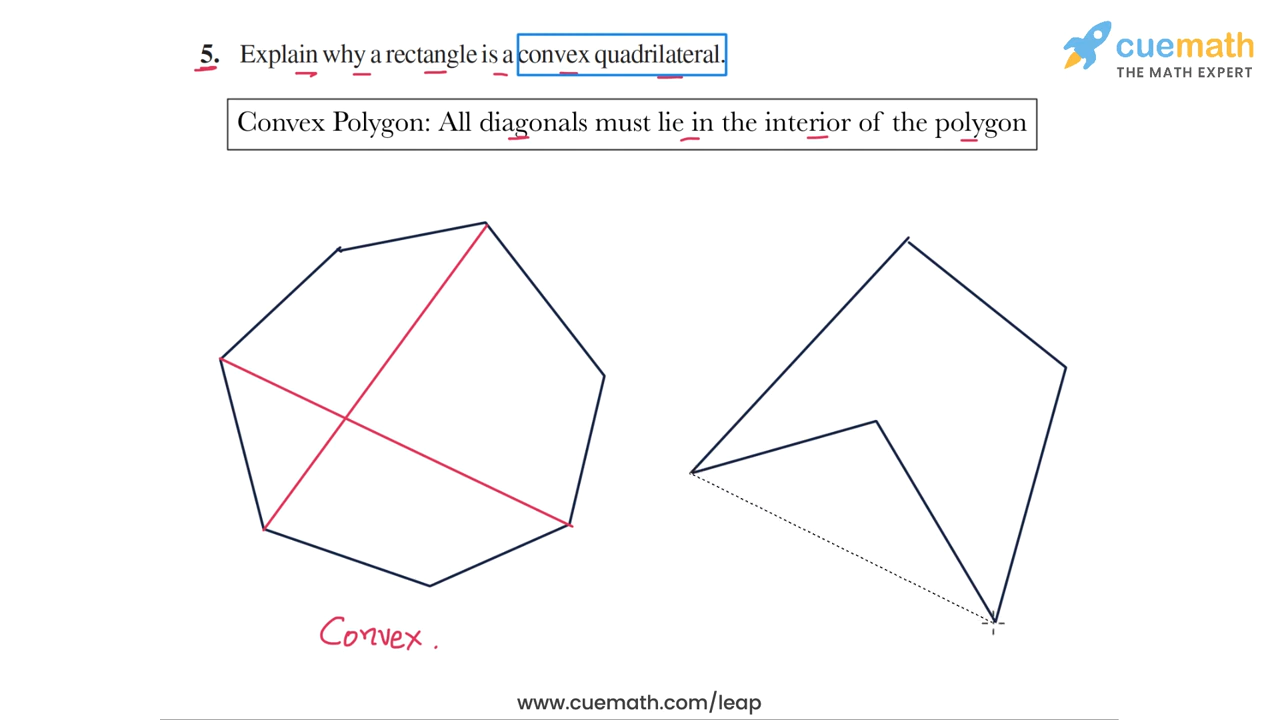 5. Explain why a rectangle is a convex quadrilateral.
cuemath
THE MATH EXPERT
Convex Polygon: All diagonals must lie in the interior of the polygon
Convex.
www.cuemath.com/leap